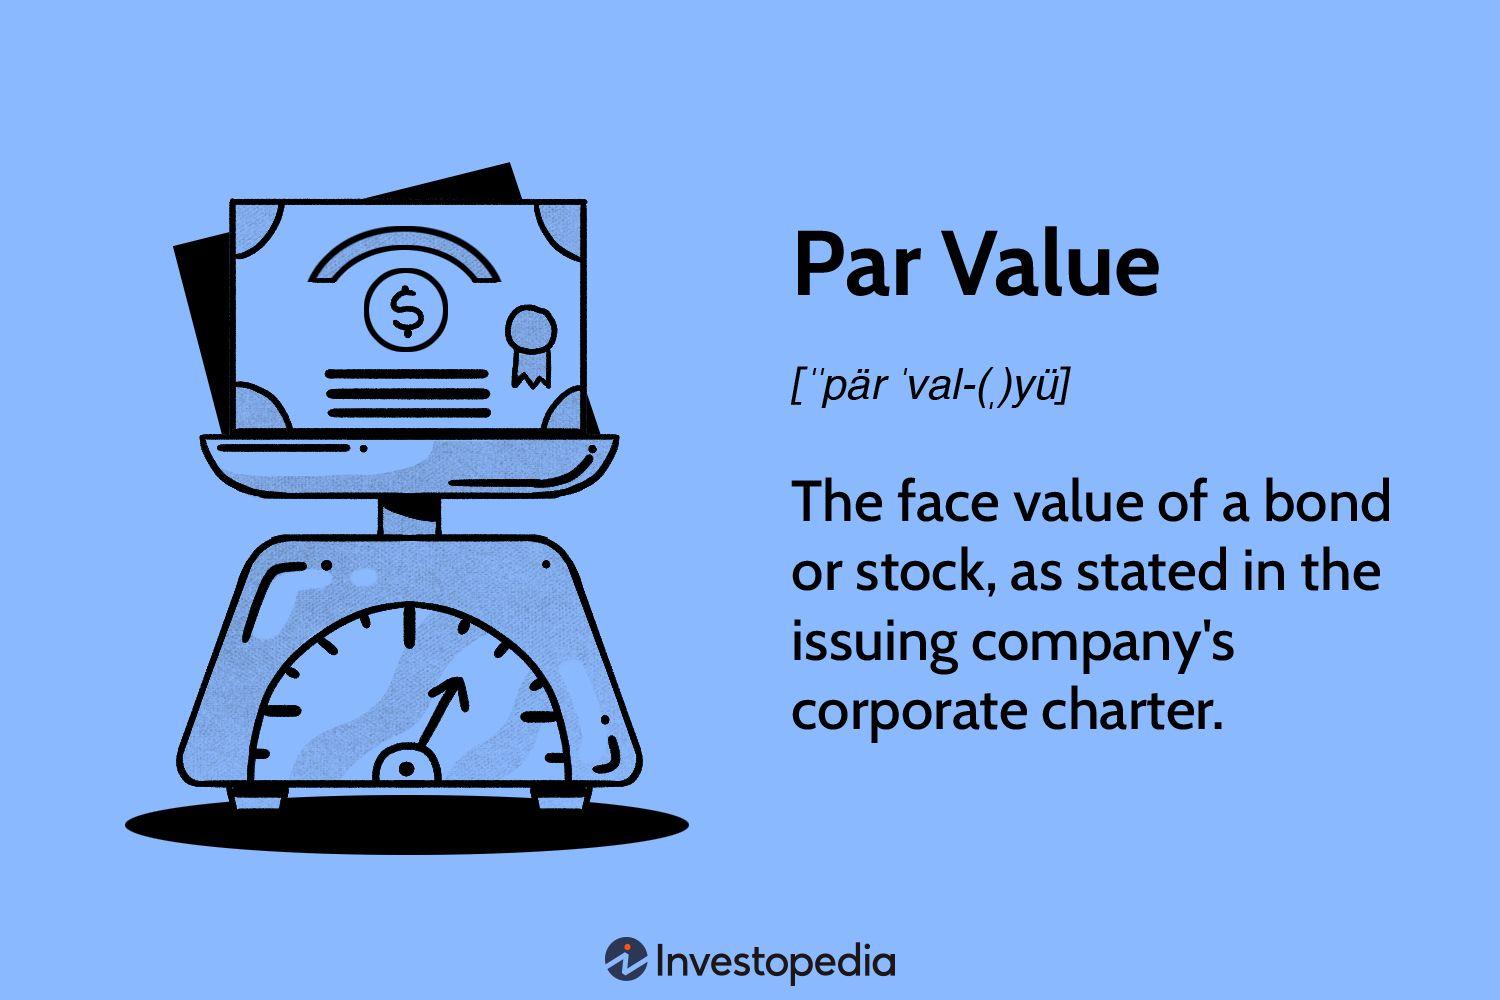 $
Par Value
[ˈˈpär ˈval-(ˌ)yü]
The face value of a bond
or stock, as stated in the
issuing company's
corporate charter.
Investopedia